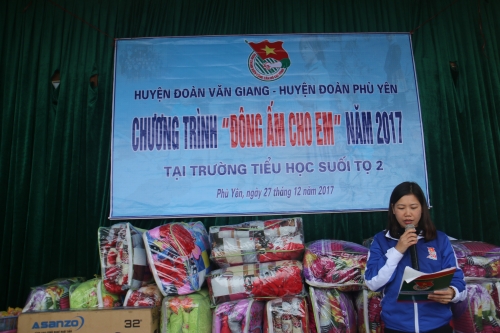 HUYỆN ĐOÀN VĂN GIANG - HUYỆN ĐOÀN PHÙ YÊN
CHƯƠNG TRÌNH "ĐÔNG ẤM CHO EM" NĂM 2017
TẠI TRƯỜNG TIỂU HỌC SUỐI TỌ 2
Phù Yên, ngày 27 tháng 12 năm 2017
ASANZO
32"